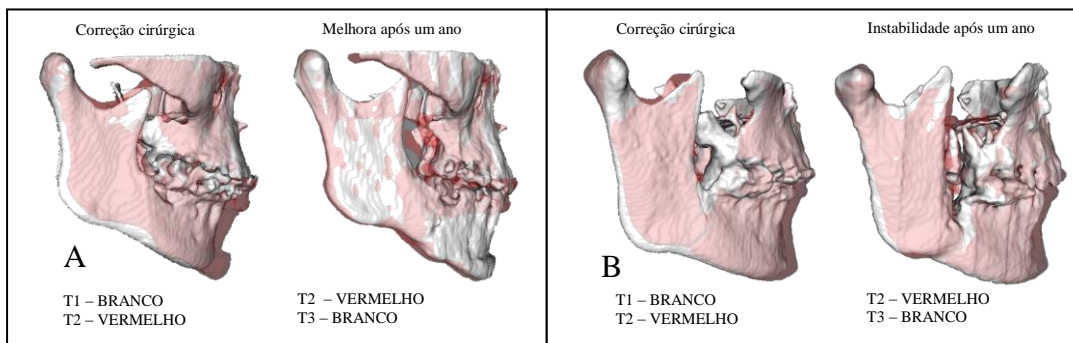 Correção cirúrgica
Melhora após um ano
A
T1 – BRANCO
T2 – VERMELHO
T2 – VERMELHO
T3 – BRANCO
Correção cirúrgica
Instabilidade após um ano
B
T1 – BRANCO
T2 – VERMELHO
T2 – VERMELHO
T3 – BRANCO